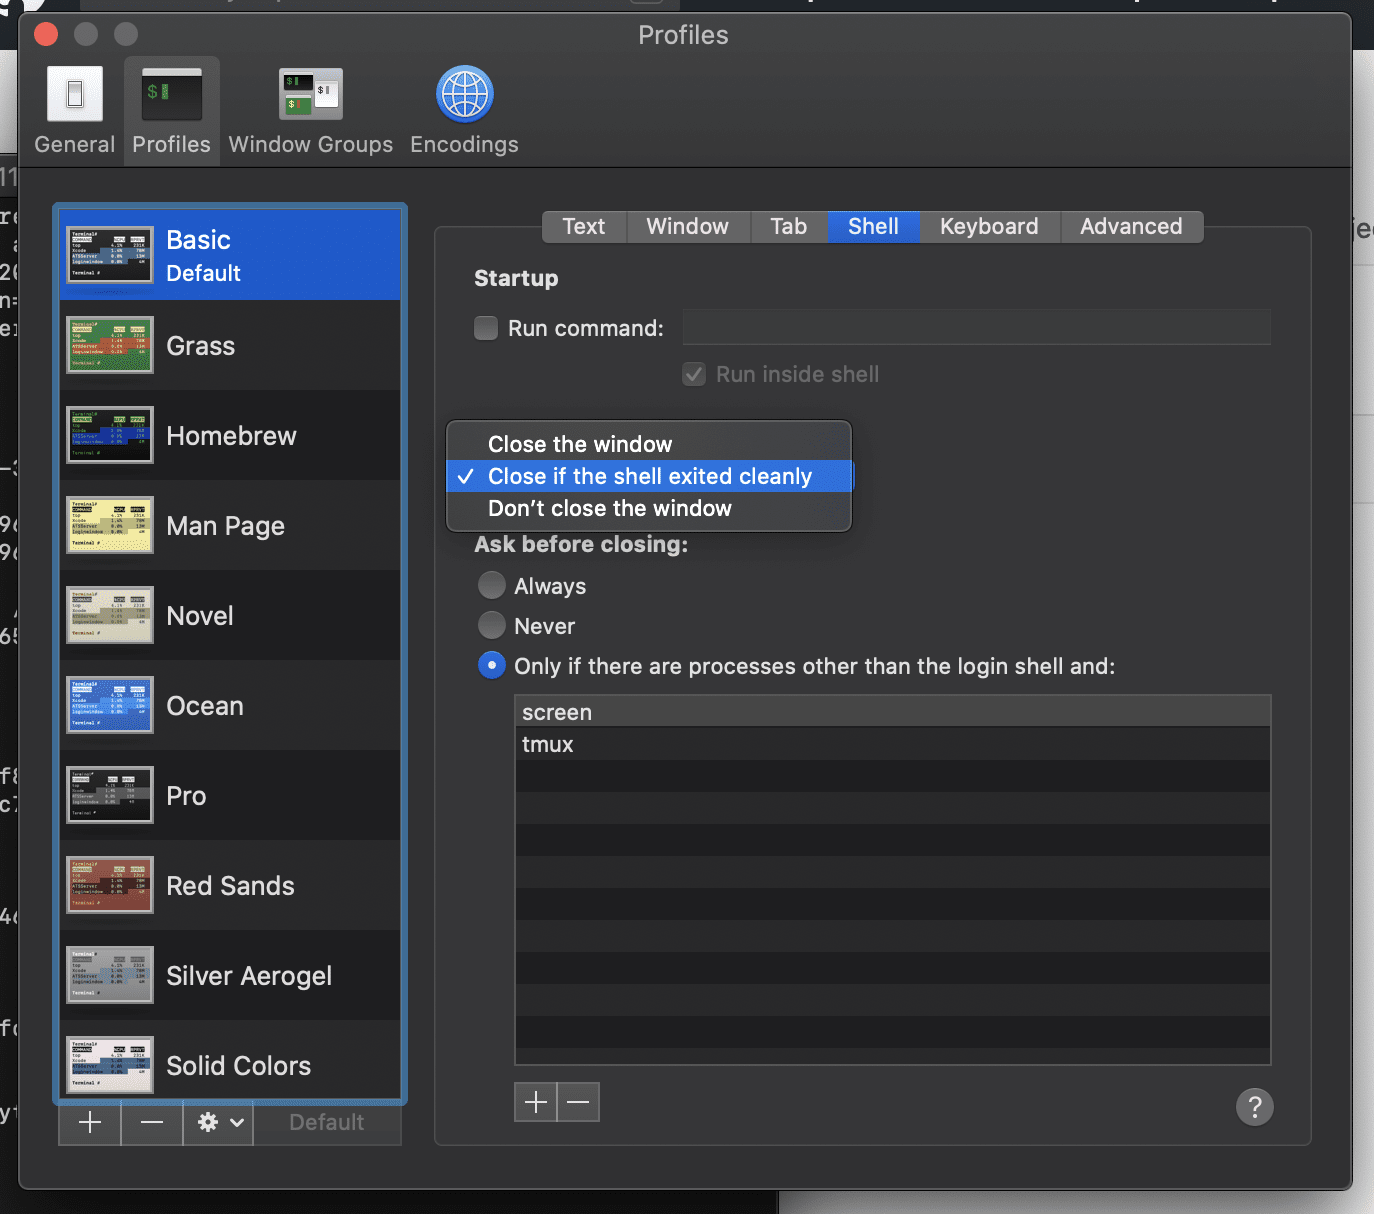 Profiles
General
Profiles
Window Groups
Encodings
Basic
Default
Grass
Homebrew
Man Page
Novel
Ocean
Pro
Red Sands
Silver Aerogel
Solid Colors
Default
Text
Window
Tab
Shell
Keyboard
Advanced
Startup
Run command:
Run inside shell
Close the window
✓ Close if the shell exited cleanly
Don’t close the window
Ask before closing:
Always
Never
Only if there are processes other than the login shell and:
screen
tmux
?